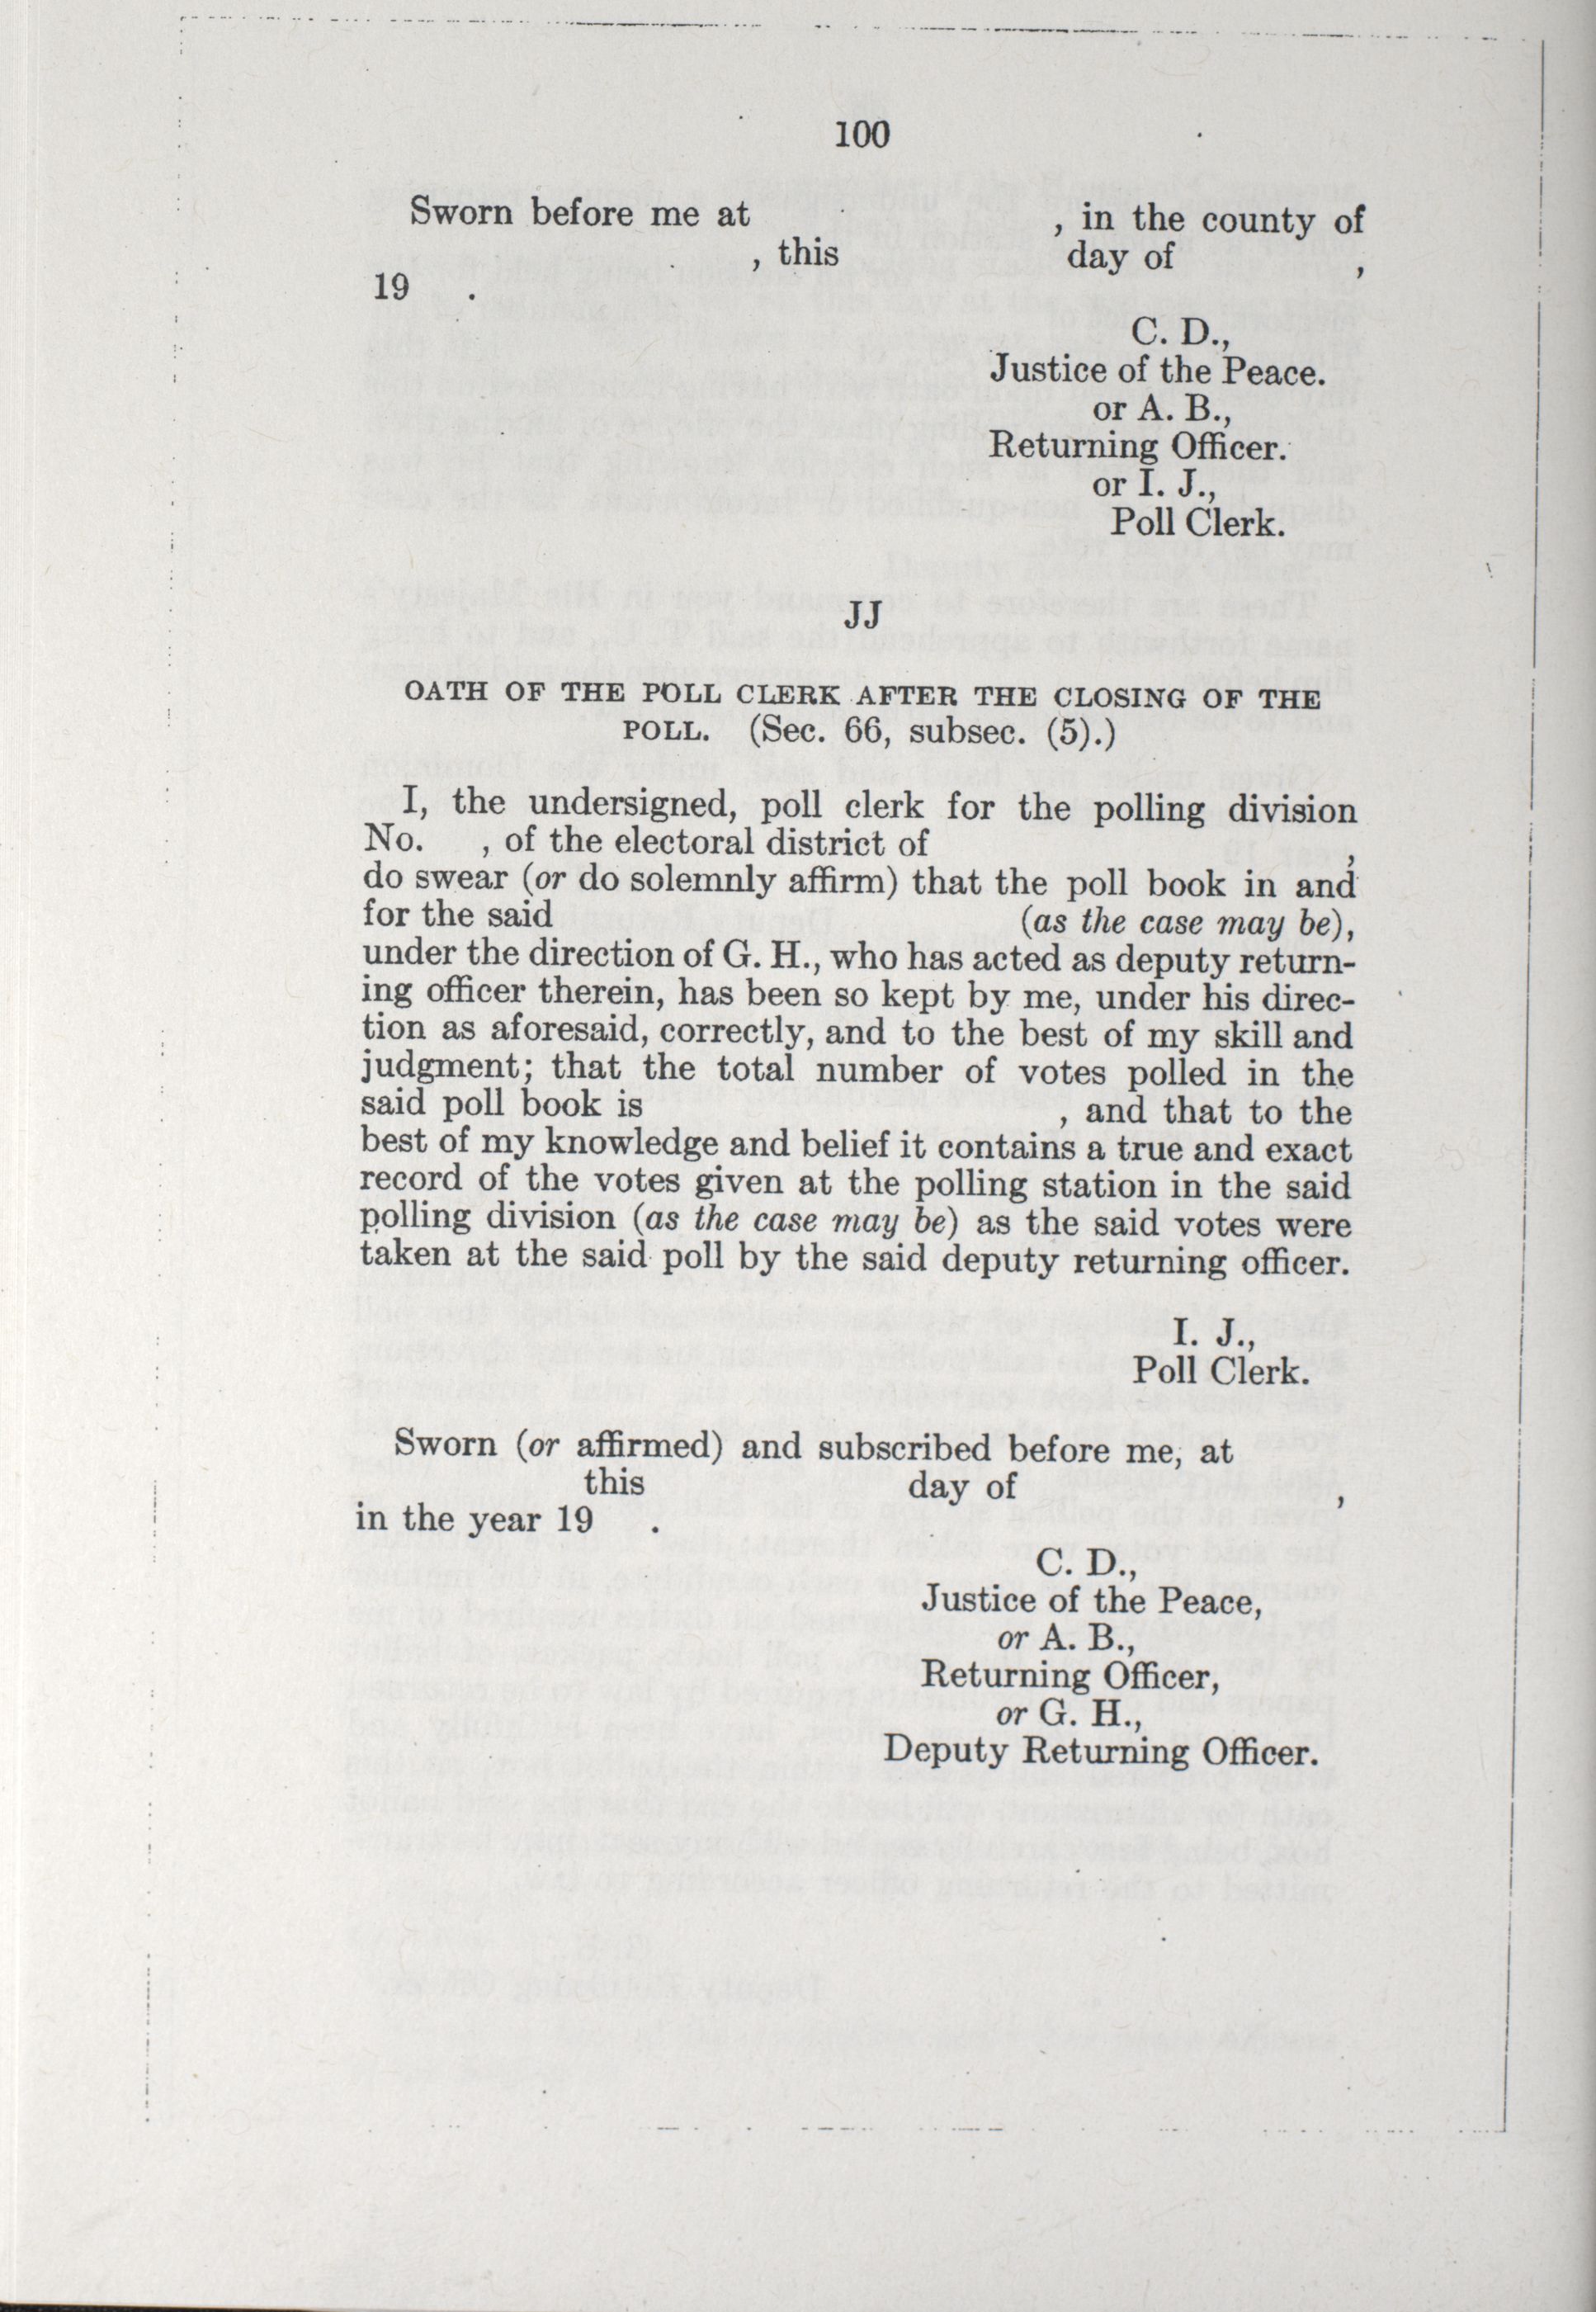 100
Sworn before me at , in the county of
, this day of ,
19 .
C. D.,
Justice of the Peace.
or A. B.,
Returning Officer.
or I. J.,
Poll Clerk.
JJ
OATH OF THE POLL CLERK AFTER THE CLOSING OF THE
POLL. (Sec. 66, subsec. (5).)
I, the undersigned, poll clerk for the polling division
No. , of the electoral district of ,
do swear (or do solemnly affirm) that the poll book in and
for the said (as the case may be),
under the direction of G. H., who has acted as deputy return-
ing officer therein, has been so kept by me, under his direc-
tion as aforesaid, correctly, and to the best of my skill and
judgment; that the total number of votes polled in the
said poll book is , and that to the
best of my knowledge and belief it contains a true and exact
record of the votes given at the polling station in the said
polling division (as the case may be) as the said votes were
taken at the said poll by the said deputy returning officer.
I. J.,
Poll Clerk.
Sworn (or affirmed) and subscribed before me, at
this day of ,
in the year 19 .
C. D.,
Justice of the Peace,
or A. B.,
Returning Officer,
or G. H.,
Deputy Returning Officer.